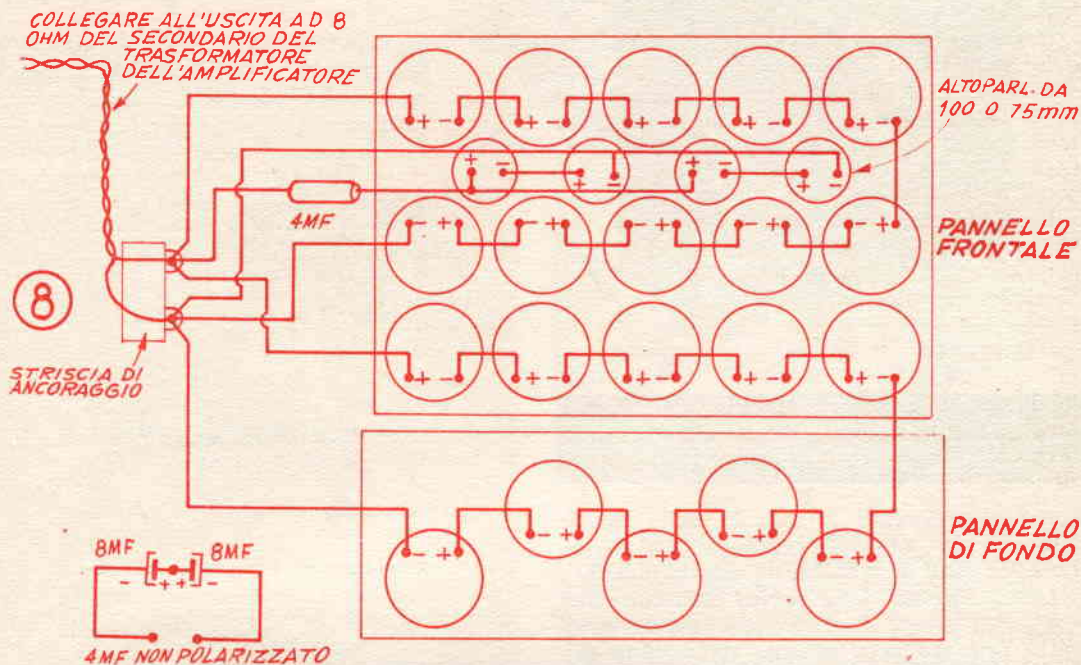 COLLEGARE ALL'USCITA AD 8
OHM DEL SECONDARIO DEL
TRASFORMATORE
DELL'AMPLIFICATORE
ALTOPARL. DA
100 O 75mm
+ - + - + - + - + -
+ - + - + - + -
4MF
- + - + - + - + - +
PANNELLO
FRONTALE
8
STRISCIA DI
ANCORAGGIO
+ - + - + - + - + -
- + - + - + - + - +
PANNELLO
DI FONDO
8MF 8MF
- + + -
4MF NON POLARIZZATO